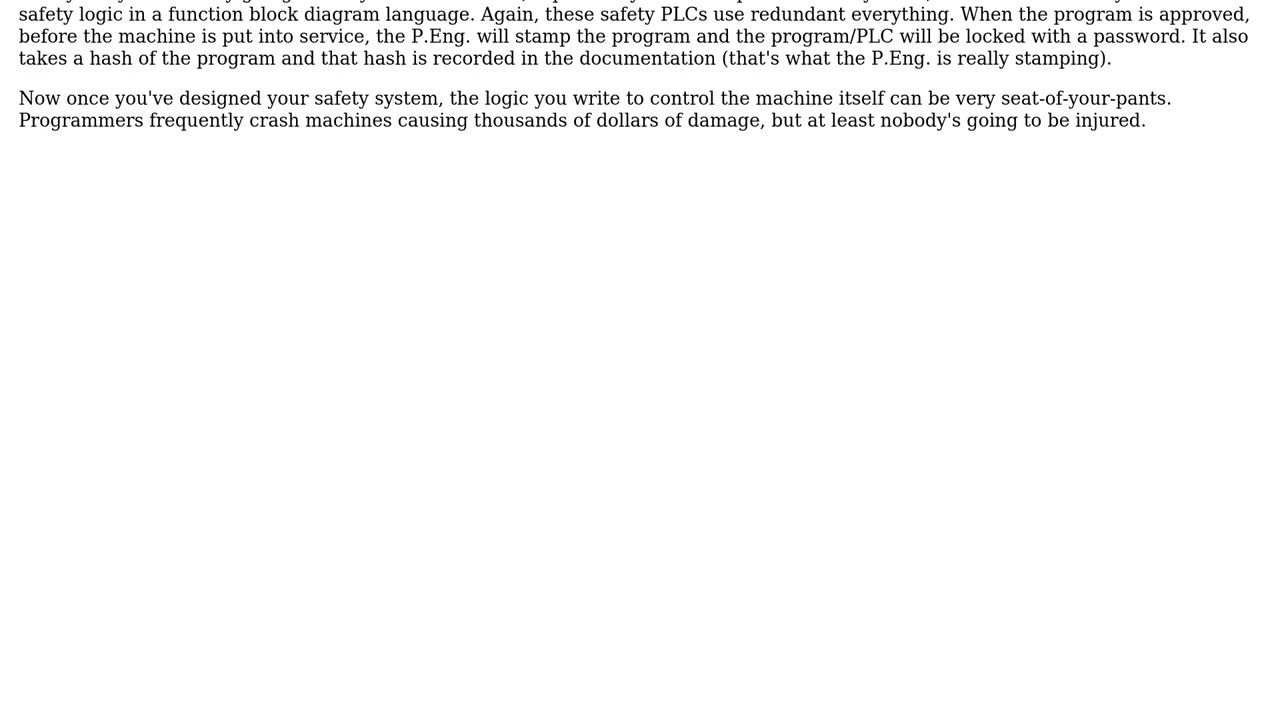 safety logic in a function block diagram language. Again, these safety PLCs use redundant everything. When the program is approved,
before the machine is put into service, the P.Eng. will stamp the program and the program/PLC will be locked with a password. It also
takes a hash of the program and that hash is recorded in the documentation (that's what the P.Eng. is really stamping).
Now once you've designed your safety system, the logic you write to control the machine itself can be very seat-of-your-pants.
Programmers frequently crash machines causing thousands of dollars of damage, but at least nobody's going to be injured.